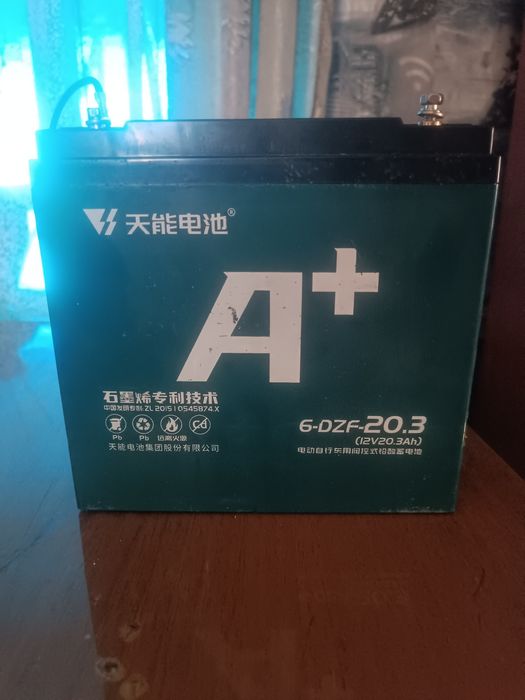 天能电池®
A+
石墨烯专利技术
中国发明专利:ZL 2015 1 0545874.X
Pb Pb 远离火源 Cd
天能电池集团股份有限公司
6-DZF-20.3
(12V20.3Ah)
电动自行车用阀控式铅酸蓄电池